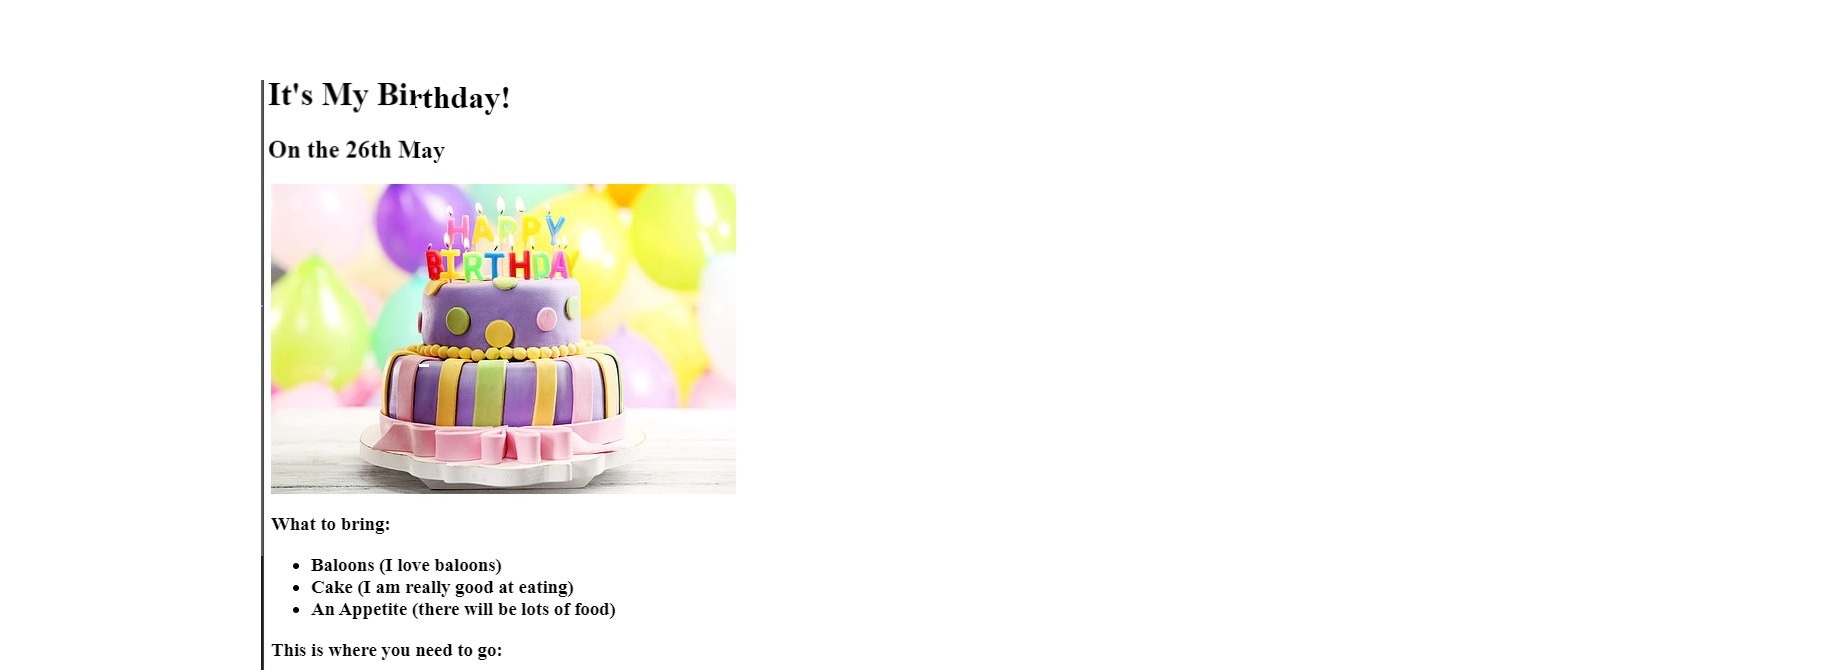 It's My Birthday!
On the 26th May
HAPPY
BIRTHDAY
What to bring:
Baloons (I love baloons)
Cake (I am really good at eating)
An Appetite (there will be lots of food)
This is where you need to go: